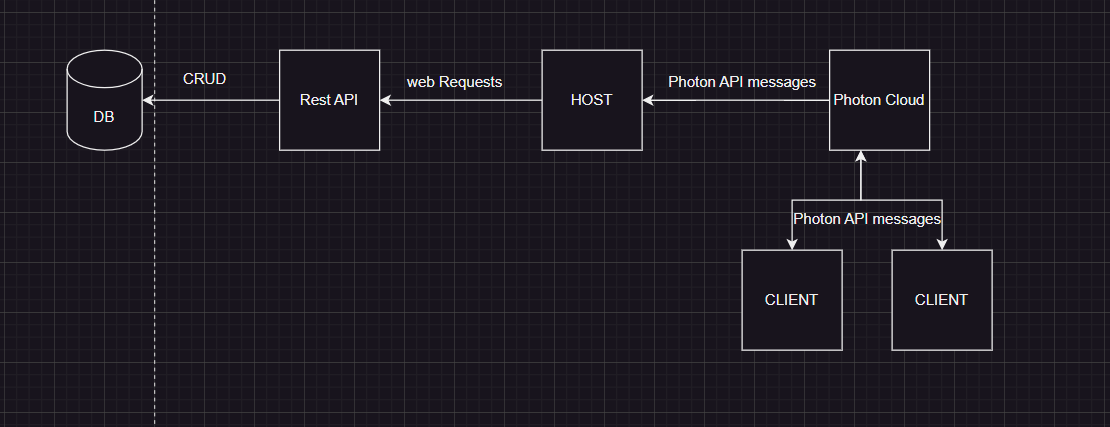 CRUD
web Requests
Photon API messages
DB
Rest API
HOST
Photon Cloud
Photon API messages
CLIENT
CLIENT